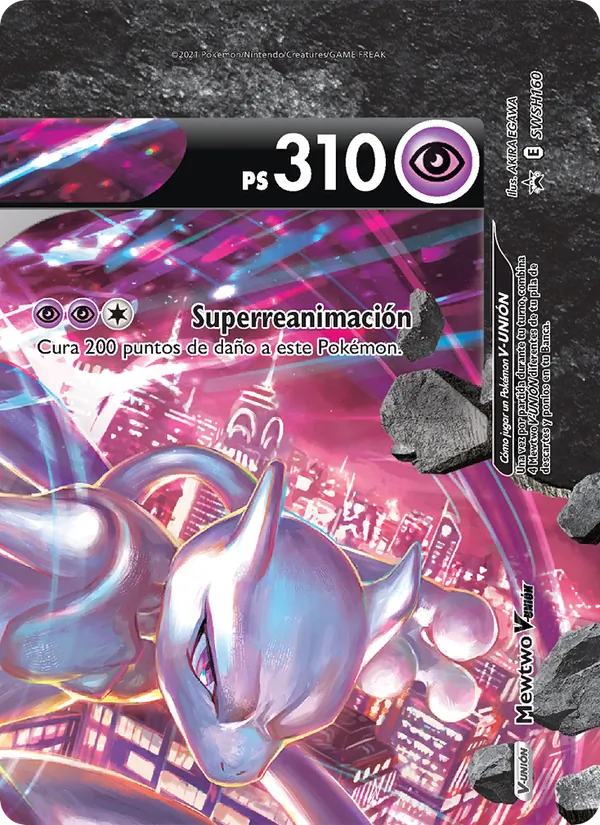 ©2021 Pokémon/Nintendo/Creatures/GAME FREAK
PS 310
Superreanimación
Cura 200 puntos de daño a este Pokémon.
Ilus. AKIRA EGAWA
E SWSH160
Cómo jugar un Pokémon V-UNIÓN
Una vez por partida durante tu turno, combina
4 Mewtwo V-UNIÓN diferentes de tu pila de
descartes y ponlos en tu Banca.
V-UNIÓN Mewtwo V-UNIÓN